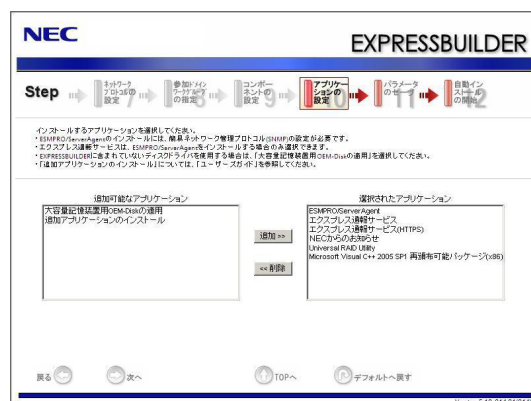 NEC
EXPRESSBUILDER
Step
ネットワーク
プロトコルの
設定
7
参加ドメイン
ワークグループ
の指定
8
コンポー
ネントの
設定
9
アプリケー
ションの
設定
10
パラメータ
のセーブ
11
自動イン
ストール
の開始
12
インストールするアプリケーションを選択してください。
・ESMPRO/ServerAgentのインストールには、簡易ネットワーク管理プロトコル(SNMP)の設定が必要です。
・エクスプレス通報サービスは、ESMPRO/ServerAgentをインストールする場合のみ選択できます。
・EXPRESSBUILDERに含まれていないディスクドライバを使用する場合は、「大容量記憶装置用OEM-Diskの適用」を選択してください。
・「追加アプリケーションのインストール」については、「ユーザーズガイド」を参照してください。
追加可能なアプリケーション
大容量記憶装置用OEM-Diskの適用
追加アプリケーションのインストール
追加 >>
<< 削除
選択されたアプリケーション
ESMPRO/ServerAgent
エクスプレス通報サービス
エクスプレス通報サービス(HTTPS)
NECからのお知らせ
Universal RAID Utility
Microsoft Visual C++ 2005 SP1 再頒布可能パッケージ(x86)
戻る
次へ
TOPへ
デフォルトへ戻す